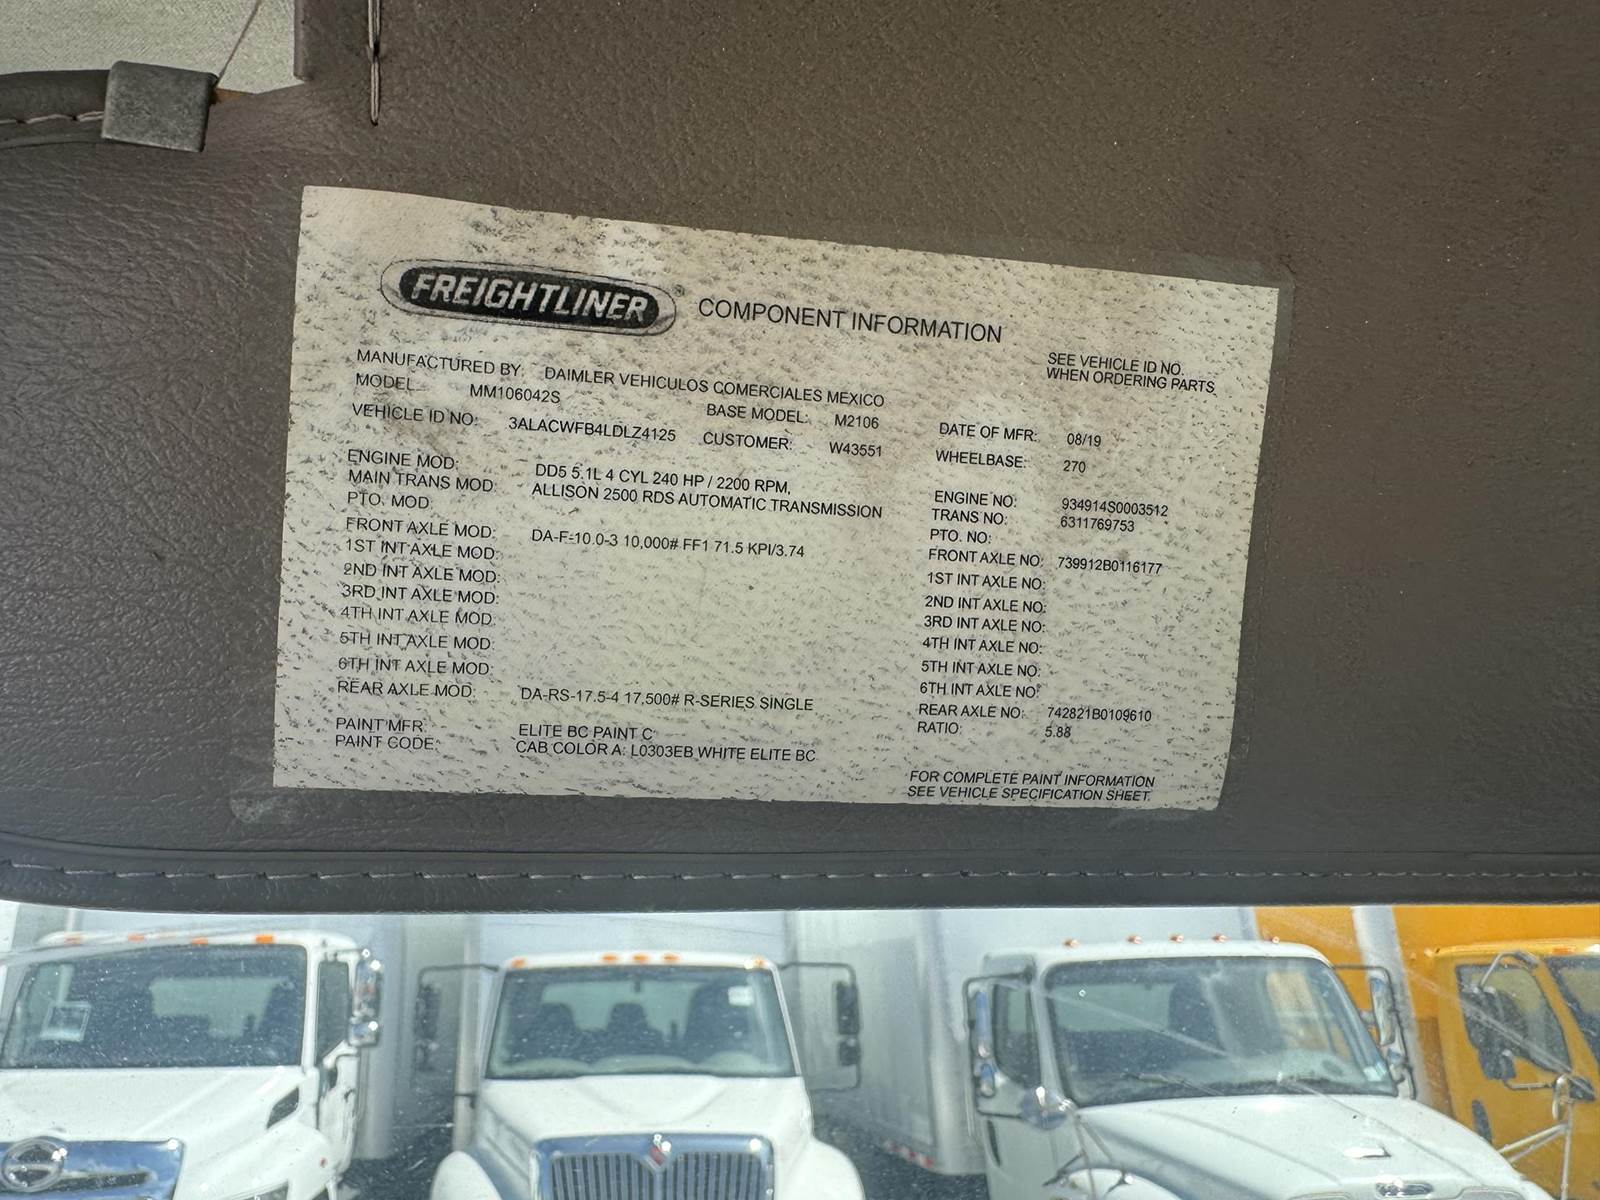 FREIGHTLINER COMPONENT INFORMATION
SEE VEHICLE ID NO.
WHEN ORDERING PARTS
MANUFACTURED BY: DAIMLER VEHICULOS COMERCIALES MEXICO
MODEL MM106042S BASE MODEL: M2106 DATE OF MFR: 08/19
VEHICLE ID NO: 3ALACWFB4LDLZ4125 CUSTOMER: W43551 WHEELBASE: 270
ENGINE MOD: DD5 5.1L 4 CYL 240 HP / 2200 RPM, ENGINE NO: 934914S0003512
MAIN TRANS MOD: ALLISON 2500 RDS AUTOMATIC TRANSMISSION TRANS NO: 6311769753
PTO. MOD: PTO. NO:
FRONT AXLE MOD: DA-F-10.0-3 10,000# FF1 71.5 KPI/3.74 FRONT AXLE NO: 739912B0116177
1ST INT AXLE MOD: 1ST INT AXLE NO:
2ND INT AXLE MOD: 2ND INT AXLE NO:
3RD INT AXLE MOD: 3RD INT AXLE NO:
4TH INT AXLE MOD: 4TH INT AXLE NO:
5TH INT AXLE MOD: 5TH INT AXLE NO:
6TH INT AXLE MOD: 6TH INT AXLE NO:
REAR AXLE MOD: DA-RS-17.5-4 17,500# R-SERIES SINGLE REAR AXLE NO: 742821B0109610
RATIO: 5.88
PAINT MFR: ELITE BC PAINT C
PAINT CODE: CAB COLOR A: L0303EB WHITE ELITE BC
FOR COMPLETE PAINT INFORMATION
SEE VEHICLE SPECIFICATION SHEET.